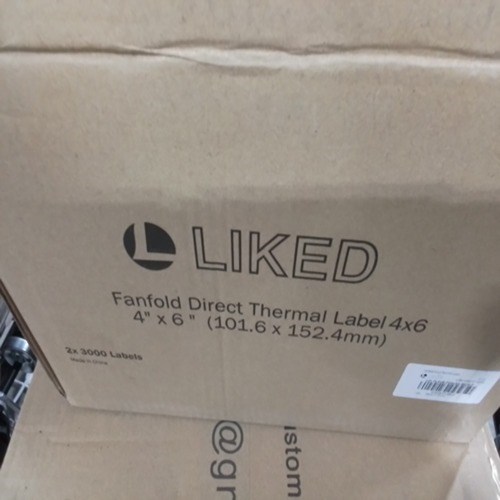 L LIKED
Fanfold Direct Thermal Label 4x6
4" x 6" (101.6 x 152.4mm)
2x 3000 Labels
Made in China
ustom
@gr